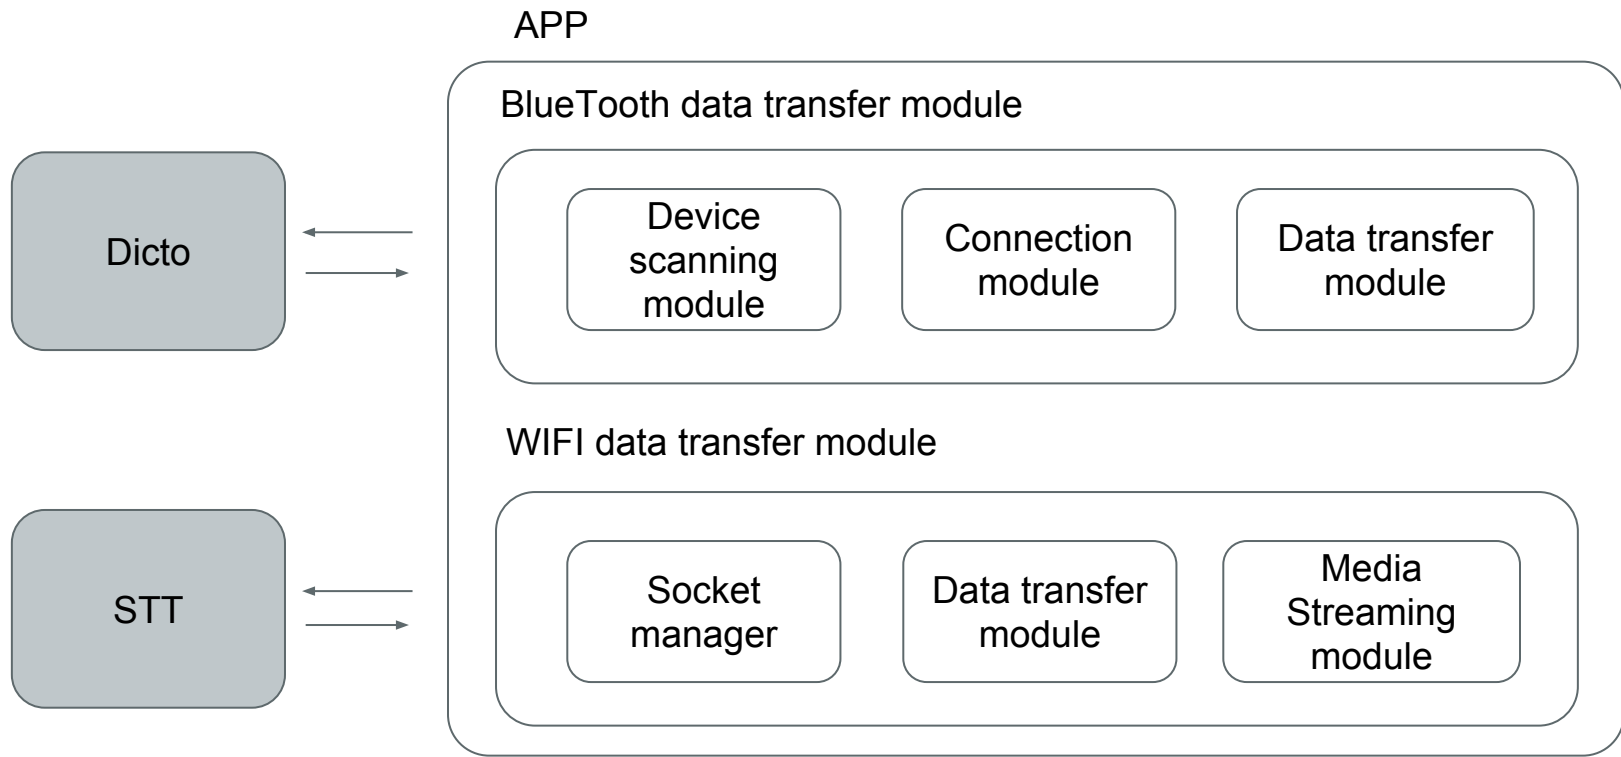 APP
BlueTooth data transfer module
Dicto
Device
scanning
module
Connection
module
Data transfer
module
WIFI data transfer module
STT
Socket
manager
Data transfer
module
Media
Streaming
module